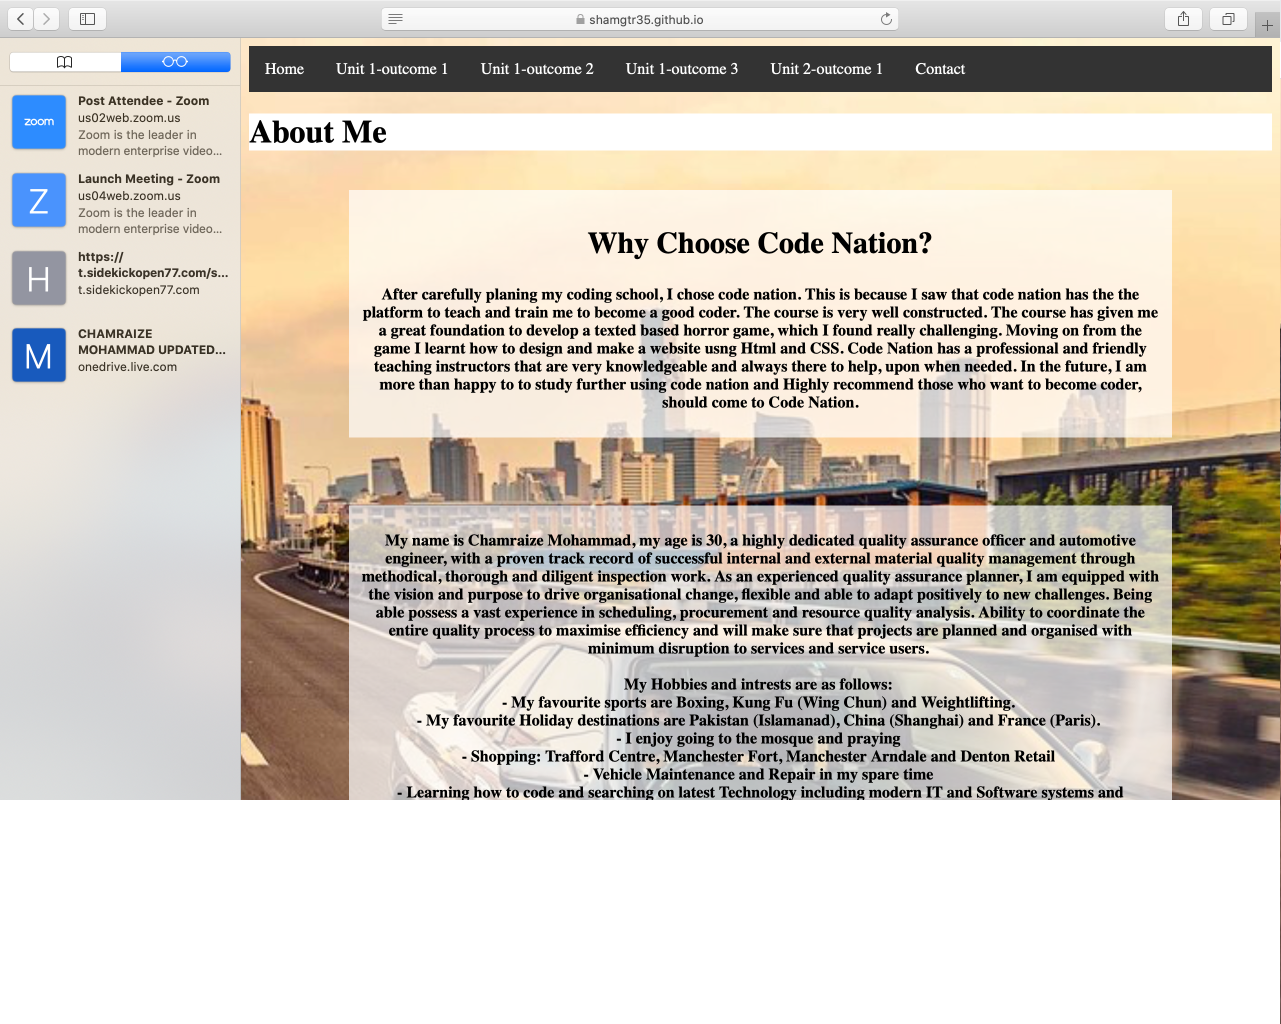 shamgtr35.github.io
Post Attendee - Zoom
us02web.zoom.us
Zoom is the leader in
modern enterprise video...
zoom
Launch Meeting - Zoom
us04web.zoom.us
Zoom is the leader in
modern enterprise video...
Z
https://
t.sidekickopen77.com/s...
t.sidekickopen77.com
H
CHAMRAIZE
MOHAMMAD UPDATED...
onedrive.live.com
M
Home Unit 1-outcome 1 Unit 1-outcome 2 Unit 1-outcome 3 Unit 2-outcome 1 Contact
About Me
Why Choose Code Nation?
After carefully planing my coding school, I chose code nation. This is because I saw that code nation has the the
platform to teach and train me to become a good coder. The course is very well constructed. The course has given me
a great foundation to develop a texted based horror game, which I found really challenging. Moving on from the
game I learnt how to design and make a website usng Html and CSS. Code Nation has a professional and friendly
teaching instructors that are very knowledgeable and always there to help, upon when needed. In the future, I am
more than happy to to study further using code nation and Highly recommend those who want to become coder,
should come to Code Nation.
My name is Chamraize Mohammad, my age is 30, a highly dedicated quality assurance officer and automotive
engineer, with a proven track record of successful internal and external material quality management through
methodical, thorough and diligent inspection work. As an experienced quality assurance planner, I am equipped with
the vision and purpose to drive organisational change, flexible and able to adapt positively to new challenges. Being
able possess a vast experience in scheduling, procurement and resource quality analysis. Ability to coordinate the
entire quality process to maximise efficiency and will make sure that projects are planned and organised with
minimum disruption to services and service users.
My Hobbies and intrests are as follows:
- My favourite sports are Boxing, Kung Fu (Wing Chun) and Weightlifting.
- My favourite Holiday destinations are Pakistan (Islamanad), China (Shanghai) and France (Paris).
- I enjoy going to the mosque and praying
- Shopping: Trafford Centre, Manchester Fort, Manchester Arndale and Denton Retail
- Vehicle Maintenance and Repair in my spare time
- Learning how to code and searching on latest Technology including modern IT and Software systems and